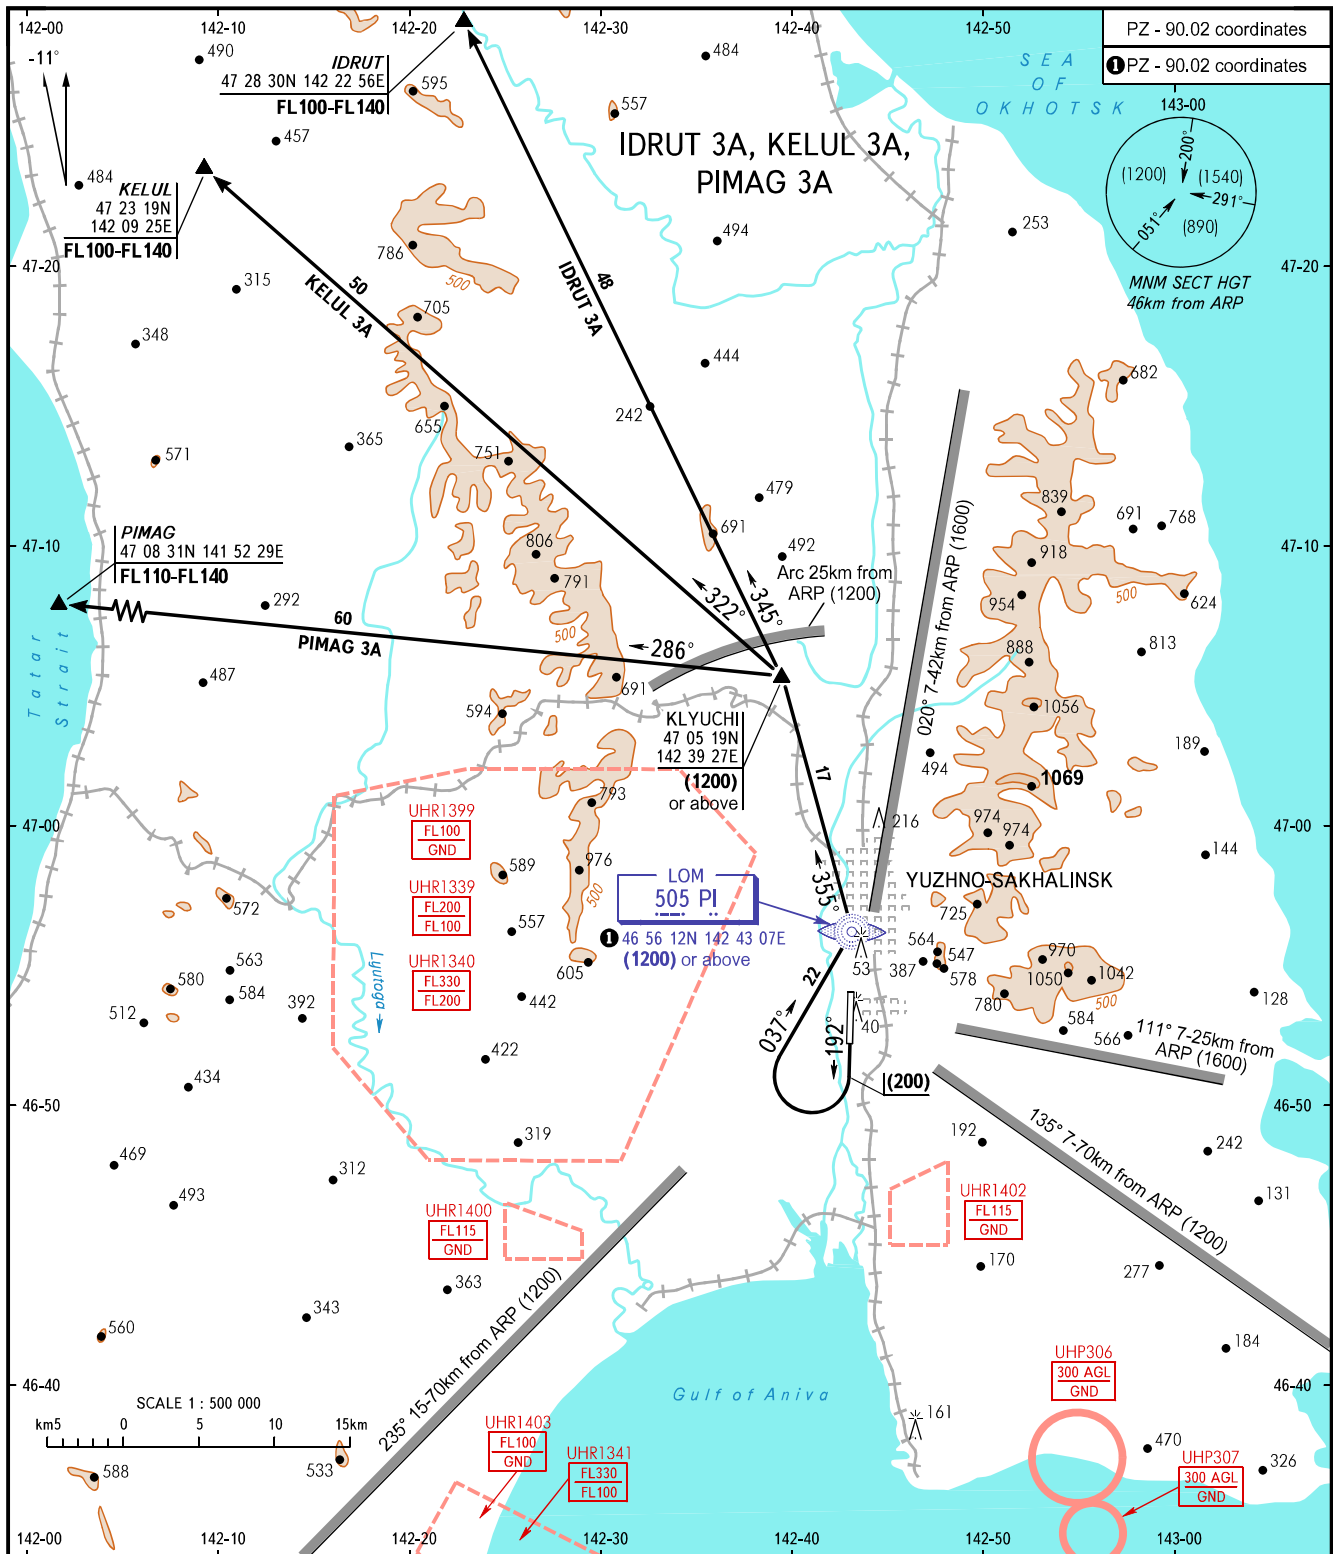 142-00
142-10
142-20
142-30
142-40
142-50
PZ - 90.02 coordinates
❶PZ - 90.02 coordinates
143-00
-11°
490
484
IDRUT
47 28 30N 142 22 56E
FL100-FL140
595
557
SEA
OF
OKHOTSK
457
IDRUT 3A, KELUL 3A,
PIMAG 3A
200°
(1200)
(1540)
291°
051°
(890)
MNM SECT HGT
46km from ARP
484
KELUL
47 23 19N
142 09 25E
FL100-FL140
786
500
494
253
47-20
47-20
315
50
KELUL 3A
48
IDRUT 3A
705
348
444
682
655
242
365
751
571
479
839
691
768
691
020° 7-42km from ARP (1600)
47-10
47-10
PIMAG
47 08 31N 141 52 29E
FL110-FL140
806
492
918
791
Arc 25km from
ARP (1200)
322°
345°
954
500
624
292
60
PIMAG 3A
500
286°
888
813
Tatar
Strait
487
691
594
1056
KLYUCHI
47 05 19N
142 39 27E
(1200)
or above
17
494
189
1069
793
UHR1399
FL100
GND
216
974
974
47-00
47-00
144
589
976
UHR1339
FL200
FL100
LOM
505 PI
355°
YUZHNO-SAKHALINSK
572
500
725
557
❶ 46 56 12N 142 43 07E
(1200) or above
564
547
970
UHR1340
FL330
FL200
Lyutoga
563
605
22
53
387
578
1050
1042
580
584
442
780
500
128
512
392
037°
192°
40
584
566
111° 7-25km from
ARP (1600)
422
434
(200)
46-50
46-50
135° 7-70km from ARP (1200)
319
192
469
242
312
493
UHR1400
FL115
GND
UHR1402
FL115
GND
131
363
170
277
343
235° 15-70km from ARP (1200)
560
184
UHP306
300 AGL
GND
46-40
46-40
SCALE 1 : 500 000
km5 0 5 10 15km
Gulf of Aniva
161
UHR1403
FL100
GND
UHR1341
FL330
FL100
470
UHP307
300 AGL
GND
588
533
326
142-00
142-10
142-20
142-30
142-40
142-50
143-00